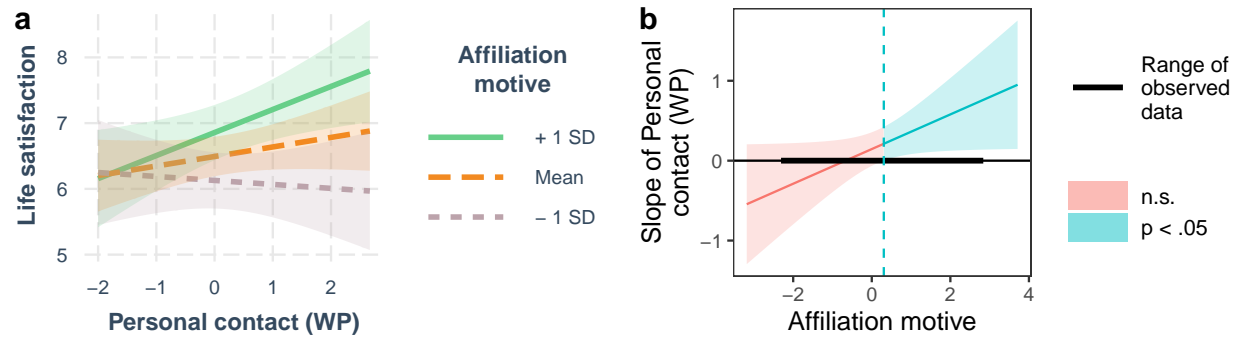 a
Life satisfaction
8
7
6
5
−2 −1 0 1 2
Personal contact (WP)
Affiliation
motive
+ 1 SD
Mean
− 1 SD
b
Slope of Personal
contact (WP)
1
0
−1
−2 0 2 4
Affiliation motive
Range of
observed
data
n.s.
p < .05